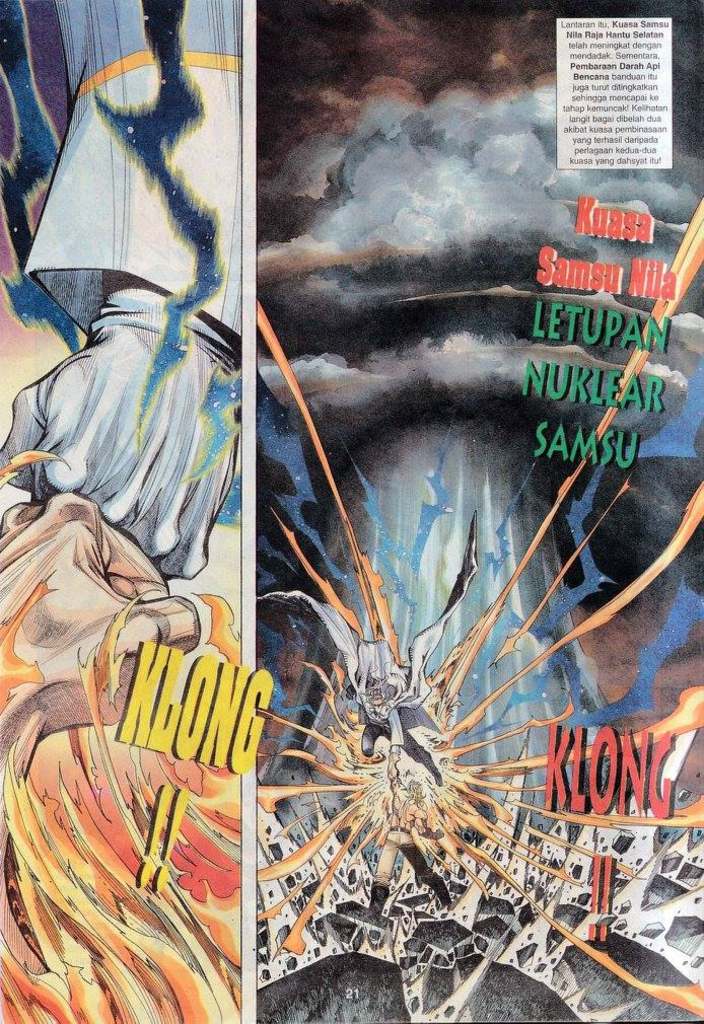 Lantaran itu, Kuasa Samsu
Nila Raja Hantu Selatan
telah meningkat dengan
mendadak. Sementara,
Pembaraan Darah Api
Bencana banduan itu
juga turut ditingkatkan
sehingga mencapai ke
tahap kemuncak! Kelihatan
langit bagai dibelah dua
akibat kuasa pembinasaan
yang terhasil daripada
perlagaan kedua-dua
kuasa yang dahsyat itu!
Kuasa
Samsu Nila
LETUPAN
NUKLEAR
SAMSU
KLONG
!!
KLONG
!!
21